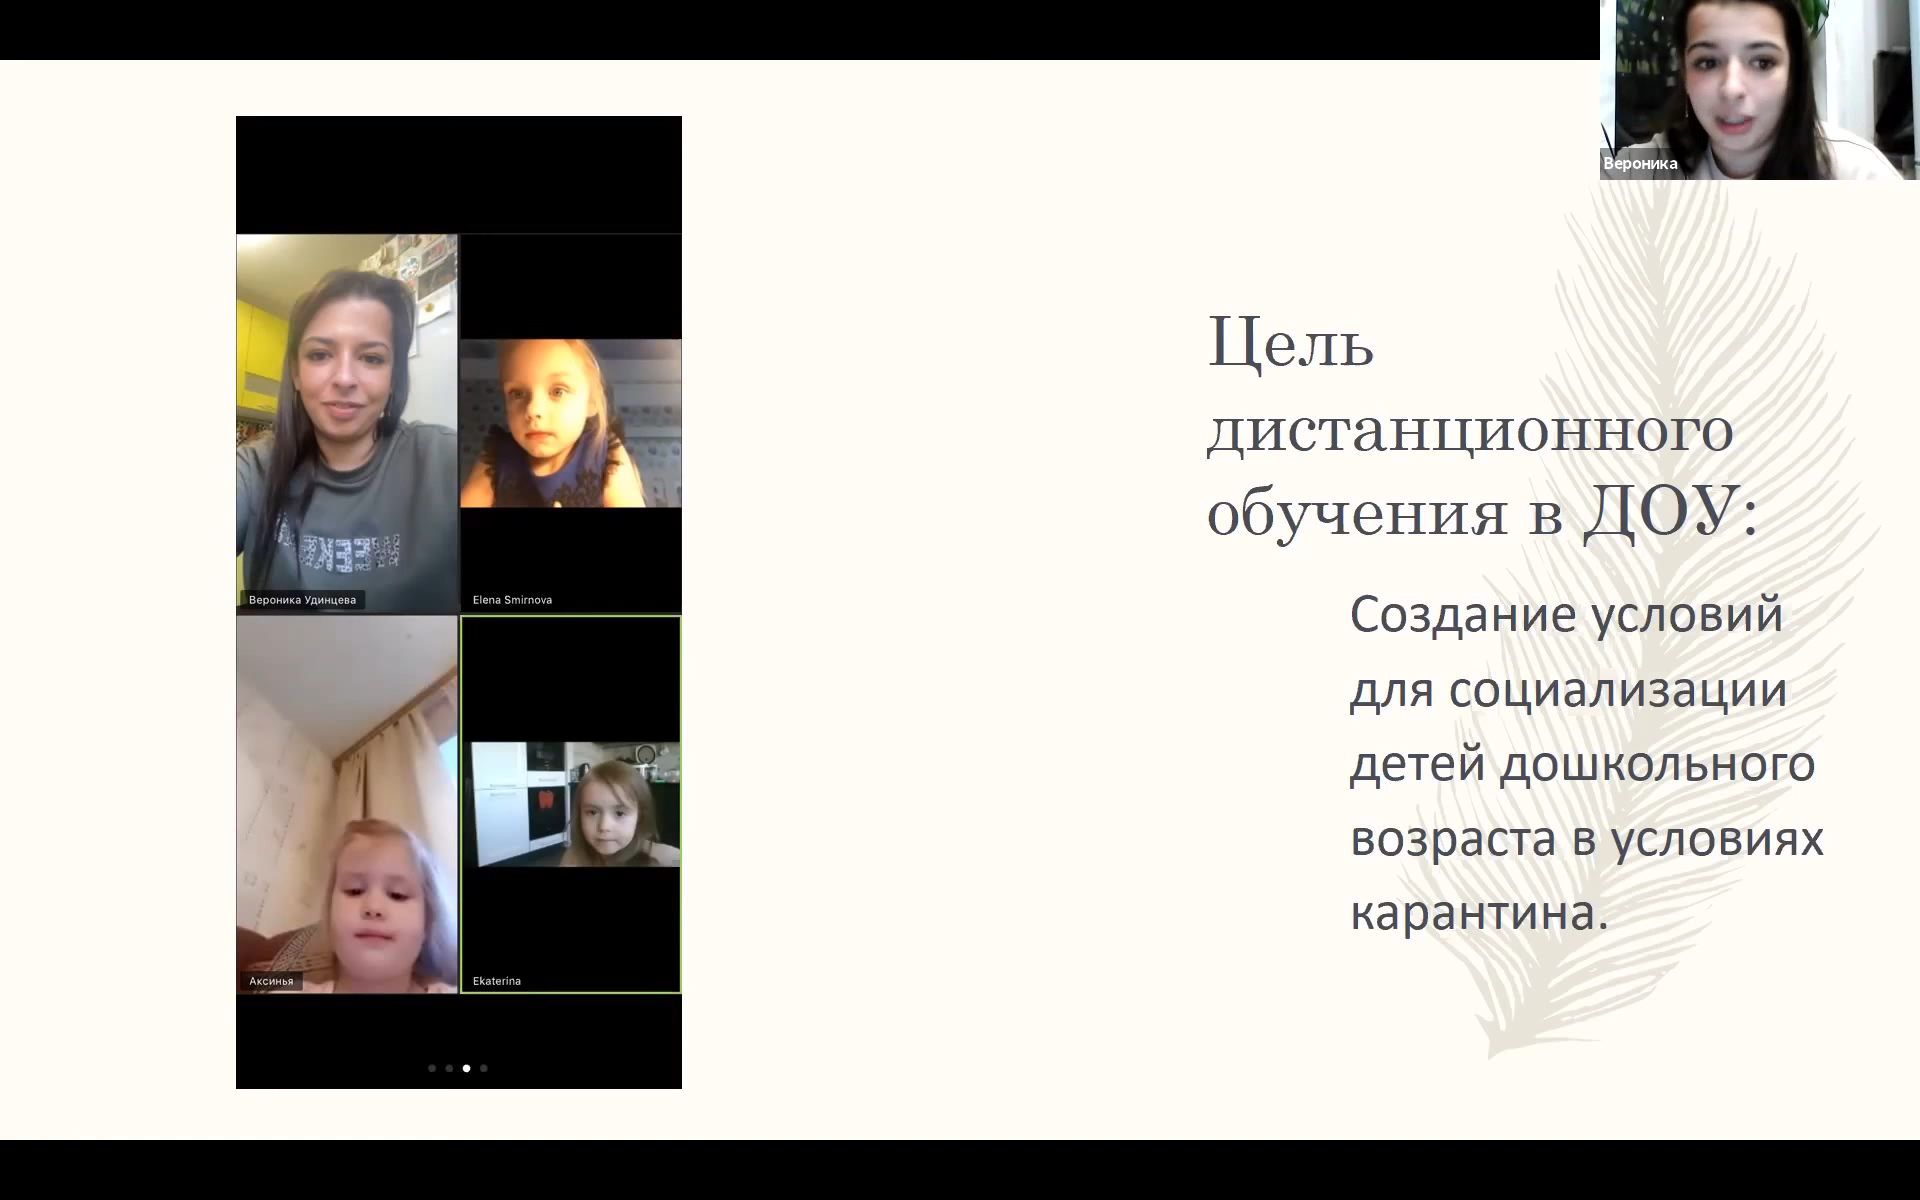 Вероника
Цель
дистанционного
обучения в ДОУ:
Создание условий
для социализации
детей дошкольного
возраста в условиях
карантина.
Вероника Удинцева
Elena Smirnova
Аксинья
Ekaterina